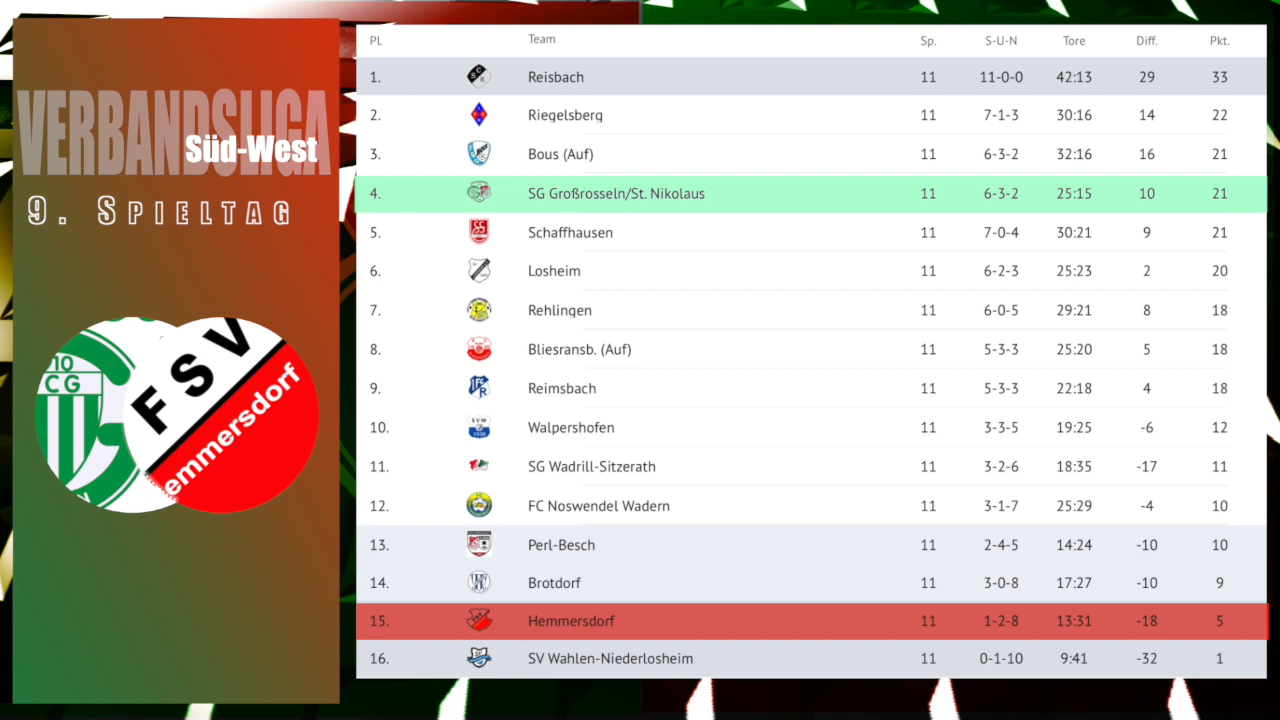 VERBANDSLIGA
Süd-West
9. Spieltag
10
CG
FSV
emmersdorf
PL Team Sp. S-U-N Tore Diff. Pkt.
1. Reisbach 11 11-0-0 42:13 29 33
2. Riegelsberg 11 7-1-3 30:16 14 22
3. Bous (Auf) 11 6-3-2 32:16 16 21
4. SG Großrosseln/St. Nikolaus 11 6-3-2 25:15 10 21
5. Schaffhausen 11 7-0-4 30:21 9 21
6. Losheim 11 6-2-3 25:23 2 20
7. Rehlingen 11 6-0-5 29:21 8 18
8. Bliesransb. (Auf) 11 5-3-3 25:20 5 18
9. Reimsbach 11 5-3-3 22:18 4 18
10. Walpershofen 11 3-3-5 19:25 -6 12
11. SG Wadrill-Sitzerath 11 3-2-6 18:35 -17 11
12. FC Noswendel Wadern 11 3-1-7 25:29 -4 10
13. Perl-Besch 11 2-4-5 14:24 -10 10
14. Brotdorf 11 3-0-8 17:27 -10 9
15. Hemmersdorf 11 1-2-8 13:31 -18 5
16. SV Wahlen-Niederlosheim 11 0-1-10 9:41 -32 1